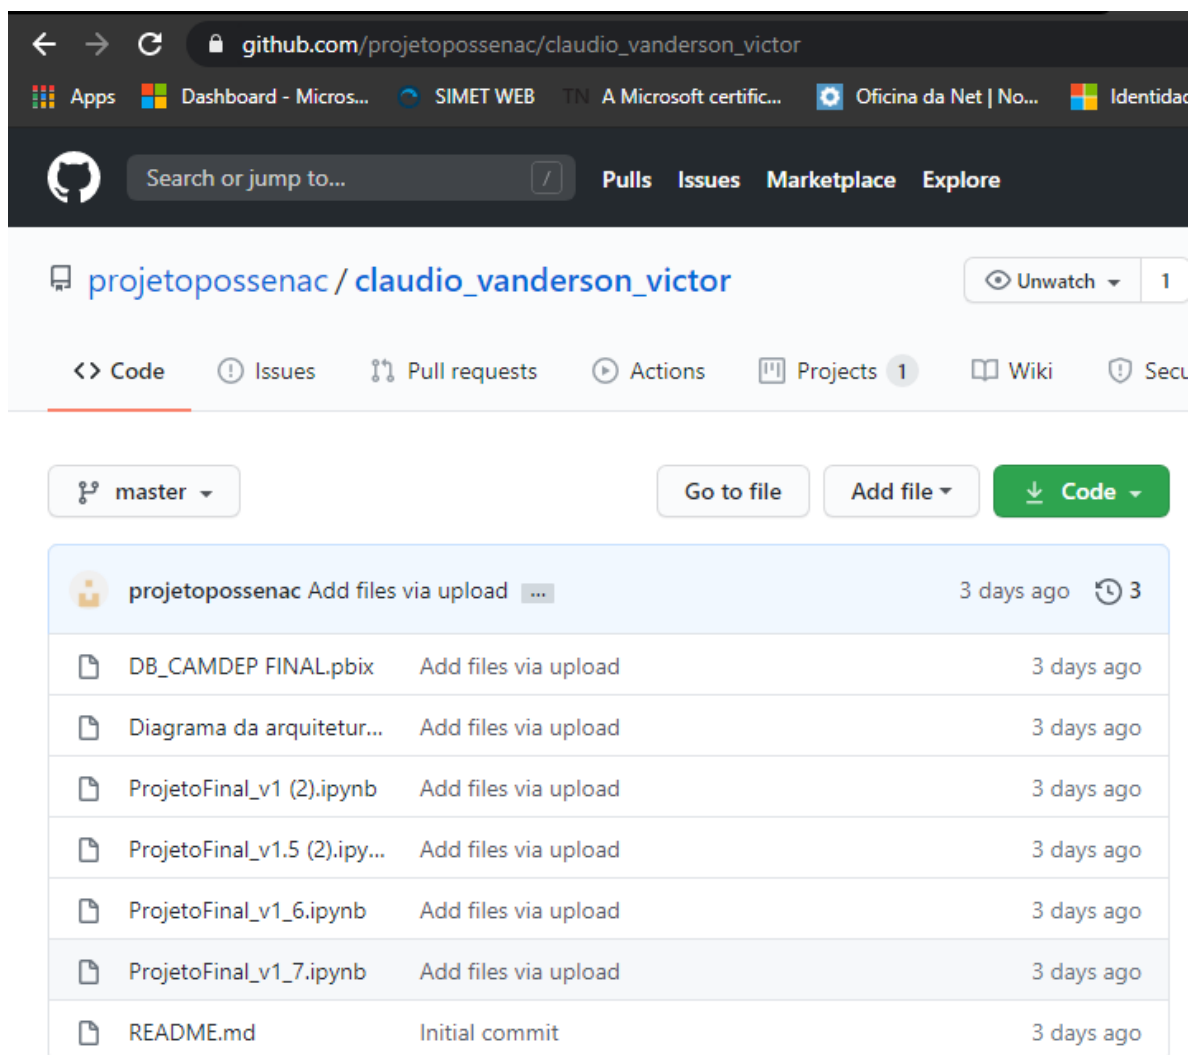 github.com/projetopossenac/claudio_vanderson_victor
Apps Dashboard - Micros... SIMET WEB TN A Microsoft certific... Oficina da Net | No... Identidad
Search or jump to... / Pulls Issues Marketplace Explore
projetopossenac / claudio_vanderson_victor Unwatch 1
<> Code Issues Pull requests Actions Projects 1 Wiki Secu
master Go to file Add file Code
projetopossenac Add files via upload ... 3 days ago 3
DB_CAMDEP FINAL.pbix Add files via upload 3 days ago
Diagrama da arquitetur... Add files via upload 3 days ago
ProjetoFinal_v1 (2).ipynb Add files via upload 3 days ago
ProjetoFinal_v1.5 (2).ipy... Add files via upload 3 days ago
ProjetoFinal_v1_6.ipynb Add files via upload 3 days ago
ProjetoFinal_v1_7.ipynb Add files via upload 3 days ago
README.md Initial commit 3 days ago